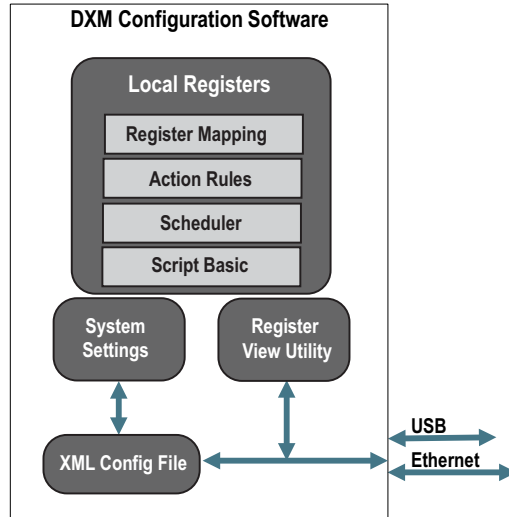 DXM Configuration Software
Local Registers
Register Mapping
Action Rules
Scheduler
Script Basic
System
Settings
Register
View Utility
XML Config File
USB
Ethernet